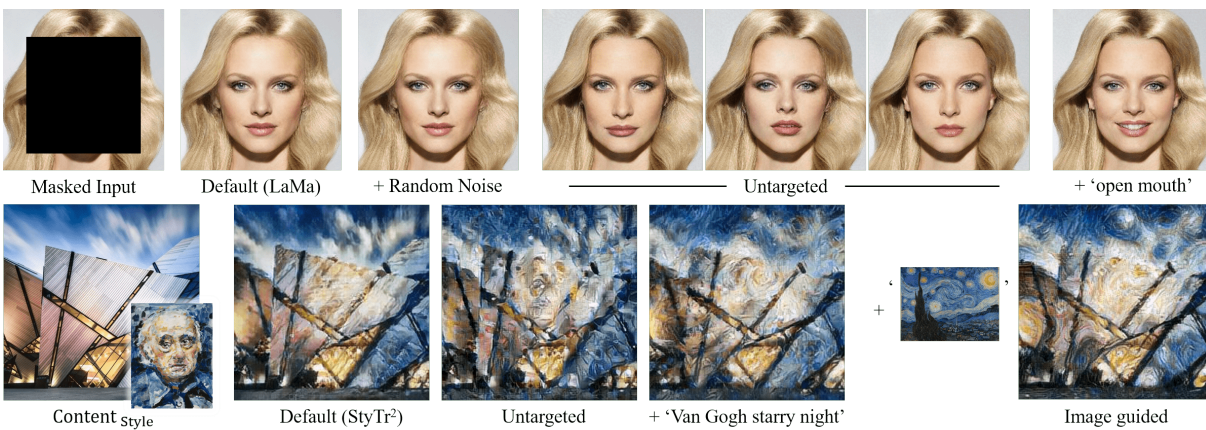 Masked Input
Default (LaMa)
+ Random Noise
Untargeted
+ ‘open mouth’
Content Style
Default (StyTr²)
Untargeted
+ ‘Van Gogh starry night’
+ ‘ ’
Image guided